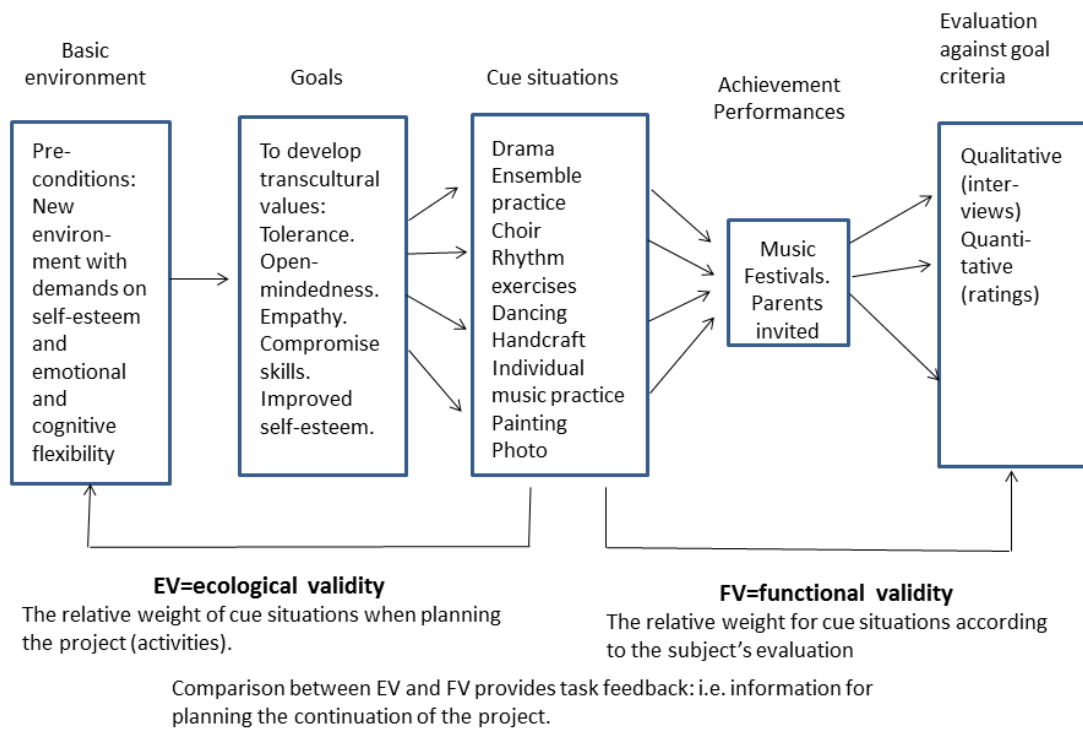 Basic
environment
Goals
Cue situations
Achievement
Performances
Evaluation
against goal
criteria
Pre-
conditions:
New
environ-
ment with
demands on
self-esteem
and
emotional
and
cognitive
flexibility
To develop
transcultural
values:
Tolerance.
Open-
mindedness.
Empathy.
Compromise
skills.
Improved
self-esteem.
Drama
Ensemble
practice
Choir
Rhythm
exercises
Dancing
Handcraft
Individual
music practice
Painting
Photo
Music
Festivals.
Parents
invited
Qualitative
(inter-
views)
Quanti-
tative
(ratings)
EV=ecological validity
The relative weight of cue situations when planning
the project (activities).
FV=functional validity
The relative weight for cue situations according
to the subject’s evaluation
Comparison between EV and FV provides task feedback: i.e. information for
planning the continuation of the project.